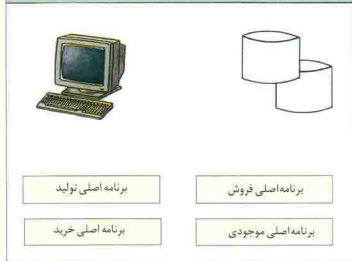 برنامه اصلی فروش
برنامه اصلی تولید
برنامه اصلی موجودی
برنامه اصلی خرید